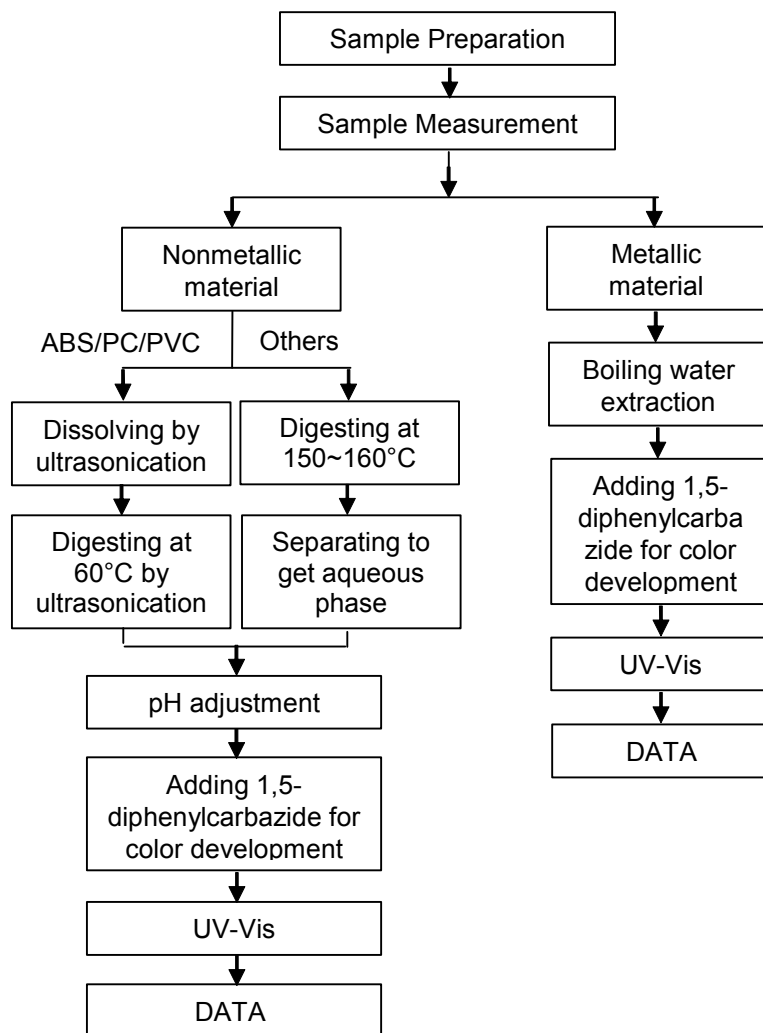 Sample Preparation
Sample Measurement
Nonmetallic
material
ABS/PC/PVC
Others
Dissolving by
ultrasonication
Digesting at
60°C by
ultrasonication
Digesting at
150~160°C
Separating to
get aqueous
phase
pH adjustment
Adding 1,5-
diphenylcarbazide for
color development
UV-Vis
DATA
Metallic
material
Boiling water
extraction
Adding 1,5-
diphenylcarba
zide for color
development
UV-Vis
DATA